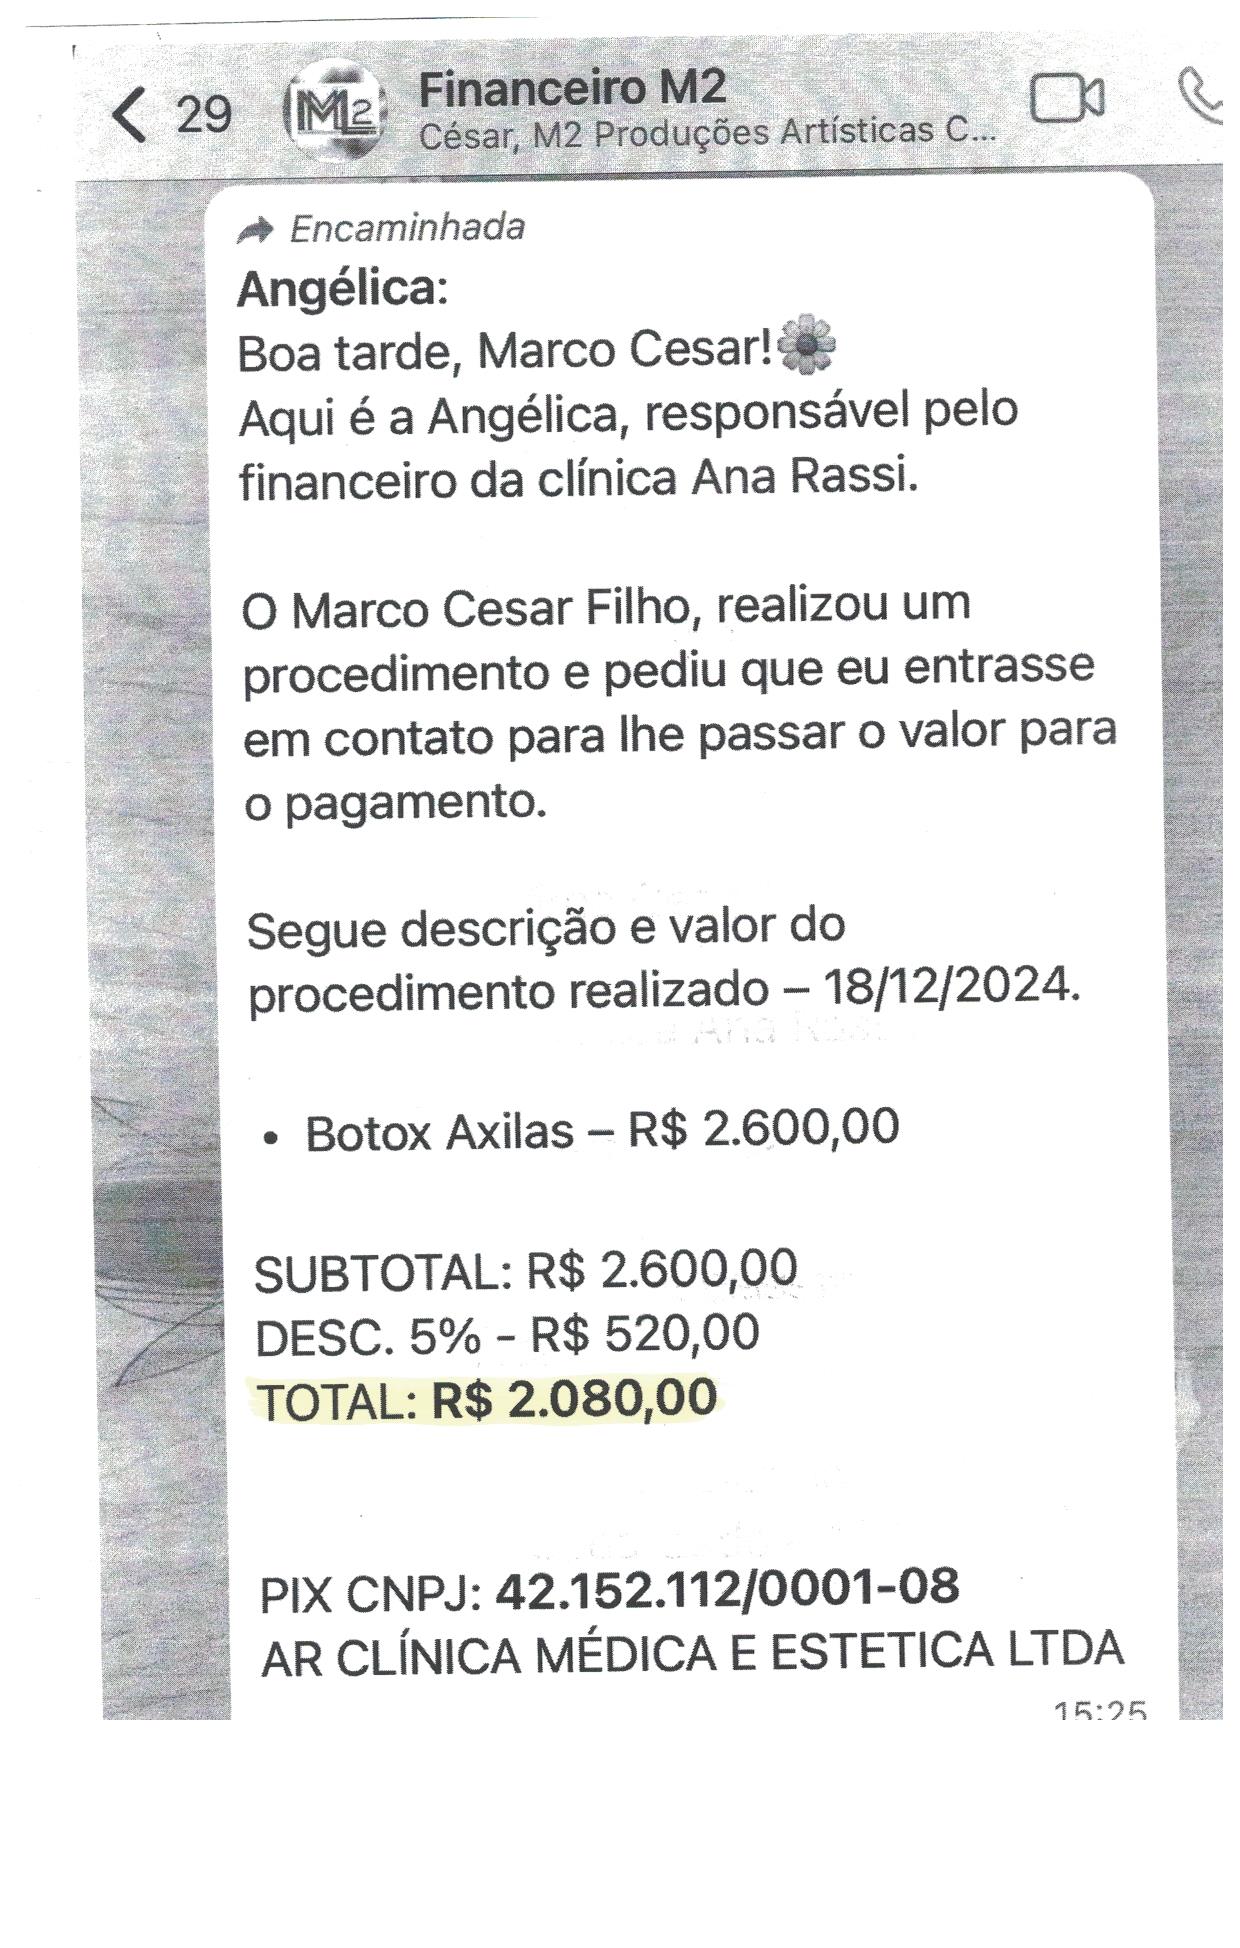 29
M2
Financeiro M2
César, M2 Produções Artísticas C...
Encaminhada
Angélica:
Boa tarde, Marco Cesar!🌸
Aqui é a Angélica, responsável pelo
financeiro da clínica Ana Rassi.
O Marco Cesar Filho, realizou um
procedimento e pediu que eu entrasse
em contato para lhe passar o valor para
o pagamento.
Segue descrição e valor do
procedimento realizado – 18/12/2024.
• Botox Axilas – R$ 2.600,00
SUBTOTAL: R$ 2.600,00
DESC. 5% - R$ 520,00
TOTAL: R$ 2.080,00
PIX CNPJ: 42.152.112/0001-08
AR CLÍNICA MÉDICA E ESTETICA LTDA
15:25